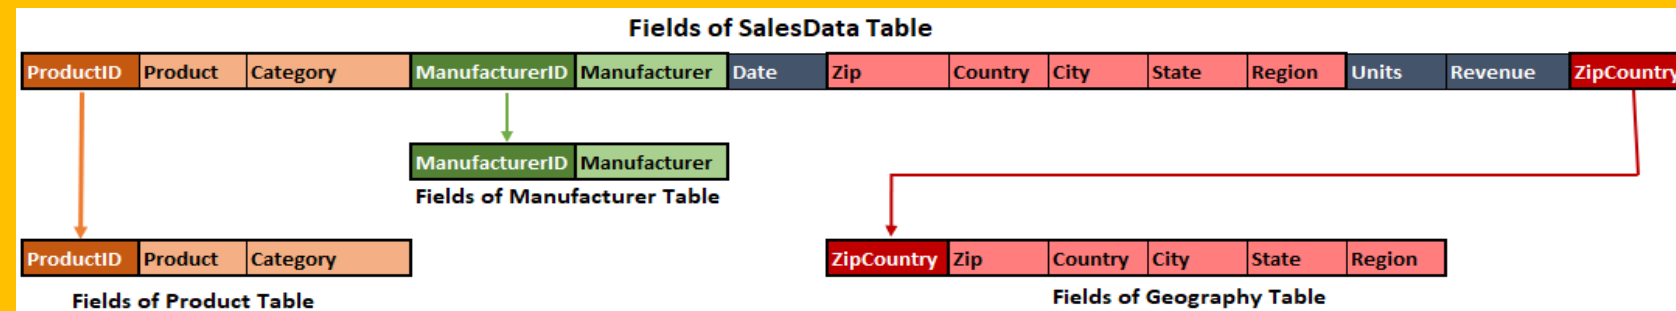 Fields of SalesData Table
ProductID Product Category ManufacturerID Manufacturer Date Zip Country City State Region Units Revenue ZipCountry
ManufacturerID Manufacturer
Fields of Manufacturer Table
ProductID Product Category ZipCountry Zip Country City State Region
Fields of Product Table Fields of Geography Table